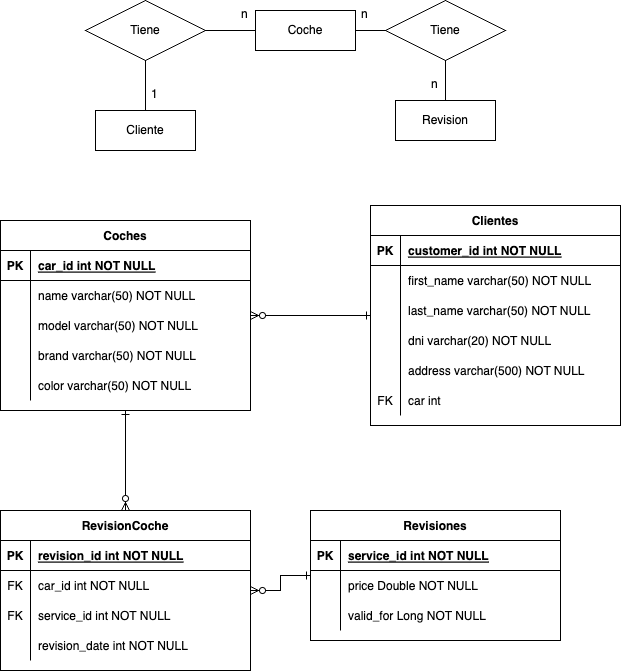 n
n
Tiene
Coche
Tiene
1
n
Cliente
Revision
Coches
PK car_id int NOT NULL
name varchar(50) NOT NULL
model varchar(50) NOT NULL
brand varchar(50) NOT NULL
color varchar(50) NOT NULL
Clientes
PK customer_id int NOT NULL
first_name varchar(50) NOT NULL
last_name varchar(50) NOT NULL
dni varchar(20) NOT NULL
address varchar(500) NOT NULL
FK car int
RevisionCoche
PK revision_id int NOT NULL
FK car_id int NOT NULL
FK service_id int NOT NULL
revision_date int NOT NULL
Revisiones
PK service_id int NOT NULL
price Double NOT NULL
valid_for Long NOT NULL